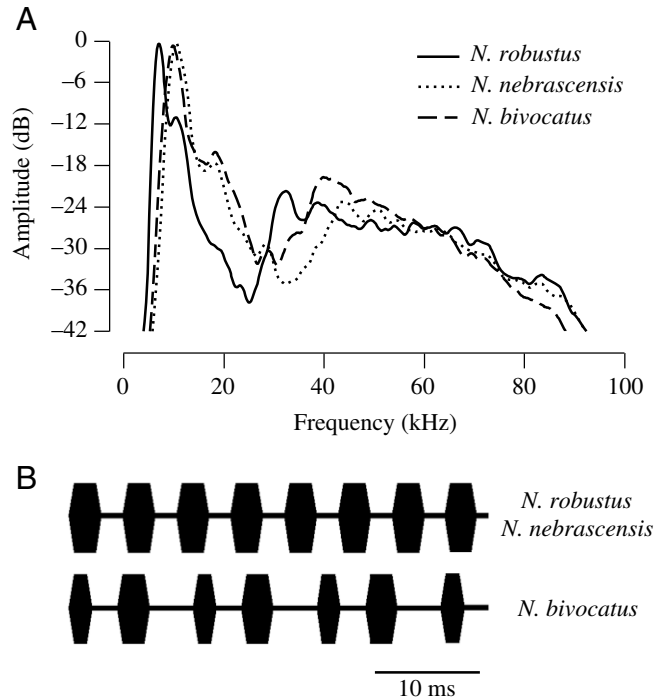 A
0
−6
−12
−18
−24
−30
−36
−42
Amplitude (dB)
N. robustus
N. nebrascensis
N. bivocatus
0 20 40 60 80 100
Frequency (kHz)
B
N. robustus
N. nebrascensis
N. bivocatus
10 ms